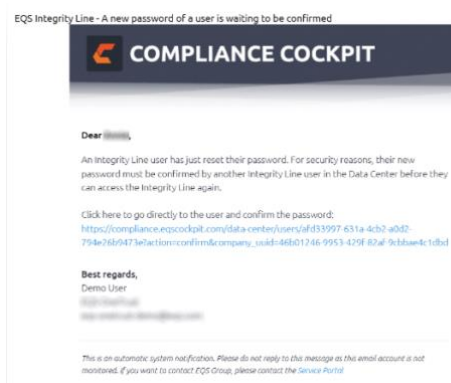 EQS Integrity Line - A new password of a user is waiting to be confirmed
COMPLIANCE COCKPIT
Dear
An Integrity Line user has just reset their password. For security reasons, their new
password must be confirmed by another Integrity Line user in the Data Center before they
can access the Integrity Line again.
Click here to go directly to the user and confirm the password:
https://compliance.eqscockpit.com/data-center/users/afd33997-631a-4cb2-a0d2-
794e26b9473e?action=confirm&company_uuid=46b01246-9953-429f-82af-9cbbae4c1dbd
Best regards,
Demo User
This is an automatic system notification. Please do not reply to this message as this email account is not
monitored. If you want to contact EQS Group, please contact the Service Portal